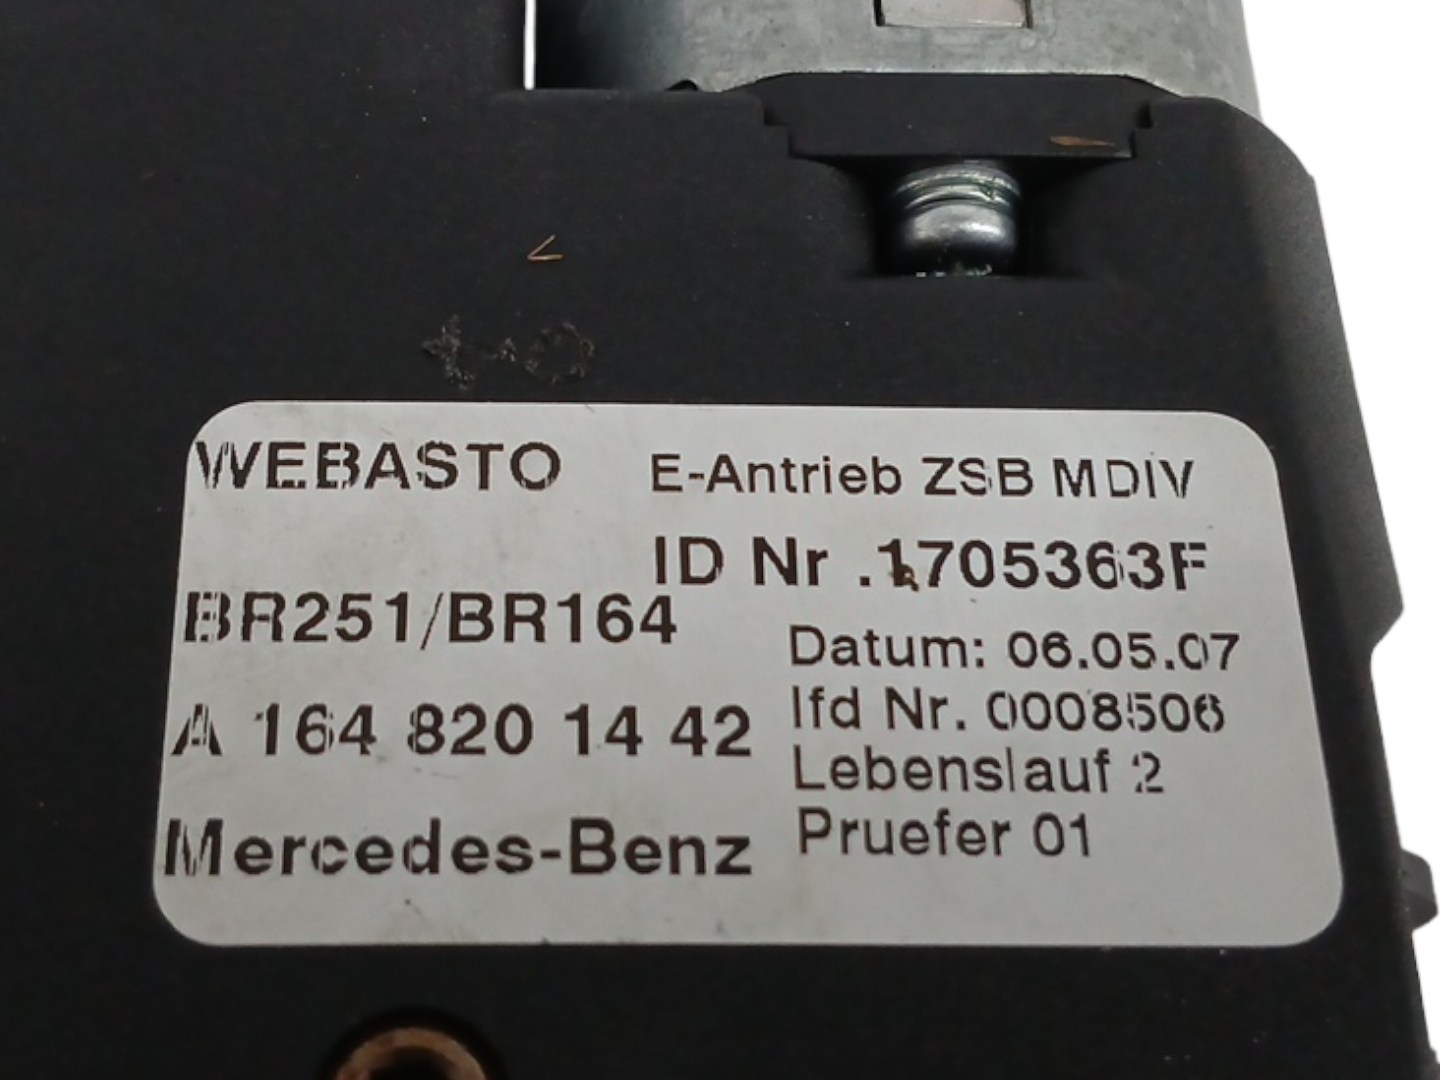 WEBASTO E-Antrieb ZSB MDIV
ID Nr .1705363F
BR251/BR164
Datum: 06.05.07
A 164 820 14 42
lfd Nr. 0008506
Lebenslauf 2
Mercedes-Benz
Pruefer 01